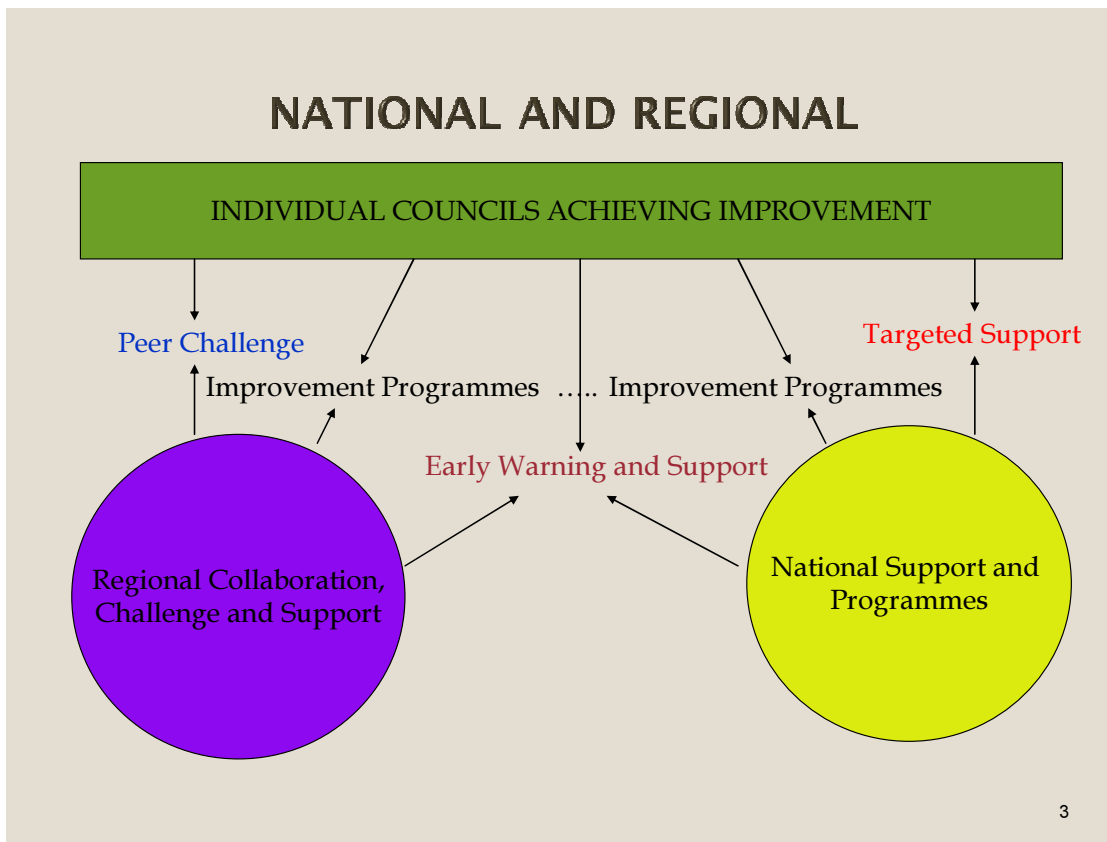 NATIONAL AND REGIONAL
INDIVIDUAL COUNCILS ACHIEVING IMPROVEMENT
Peer Challenge
Targeted Support
Improvement Programmes ….. Improvement Programmes
Early Warning and Support
Regional Collaboration,
Challenge and Support
National Support and
Programmes
3